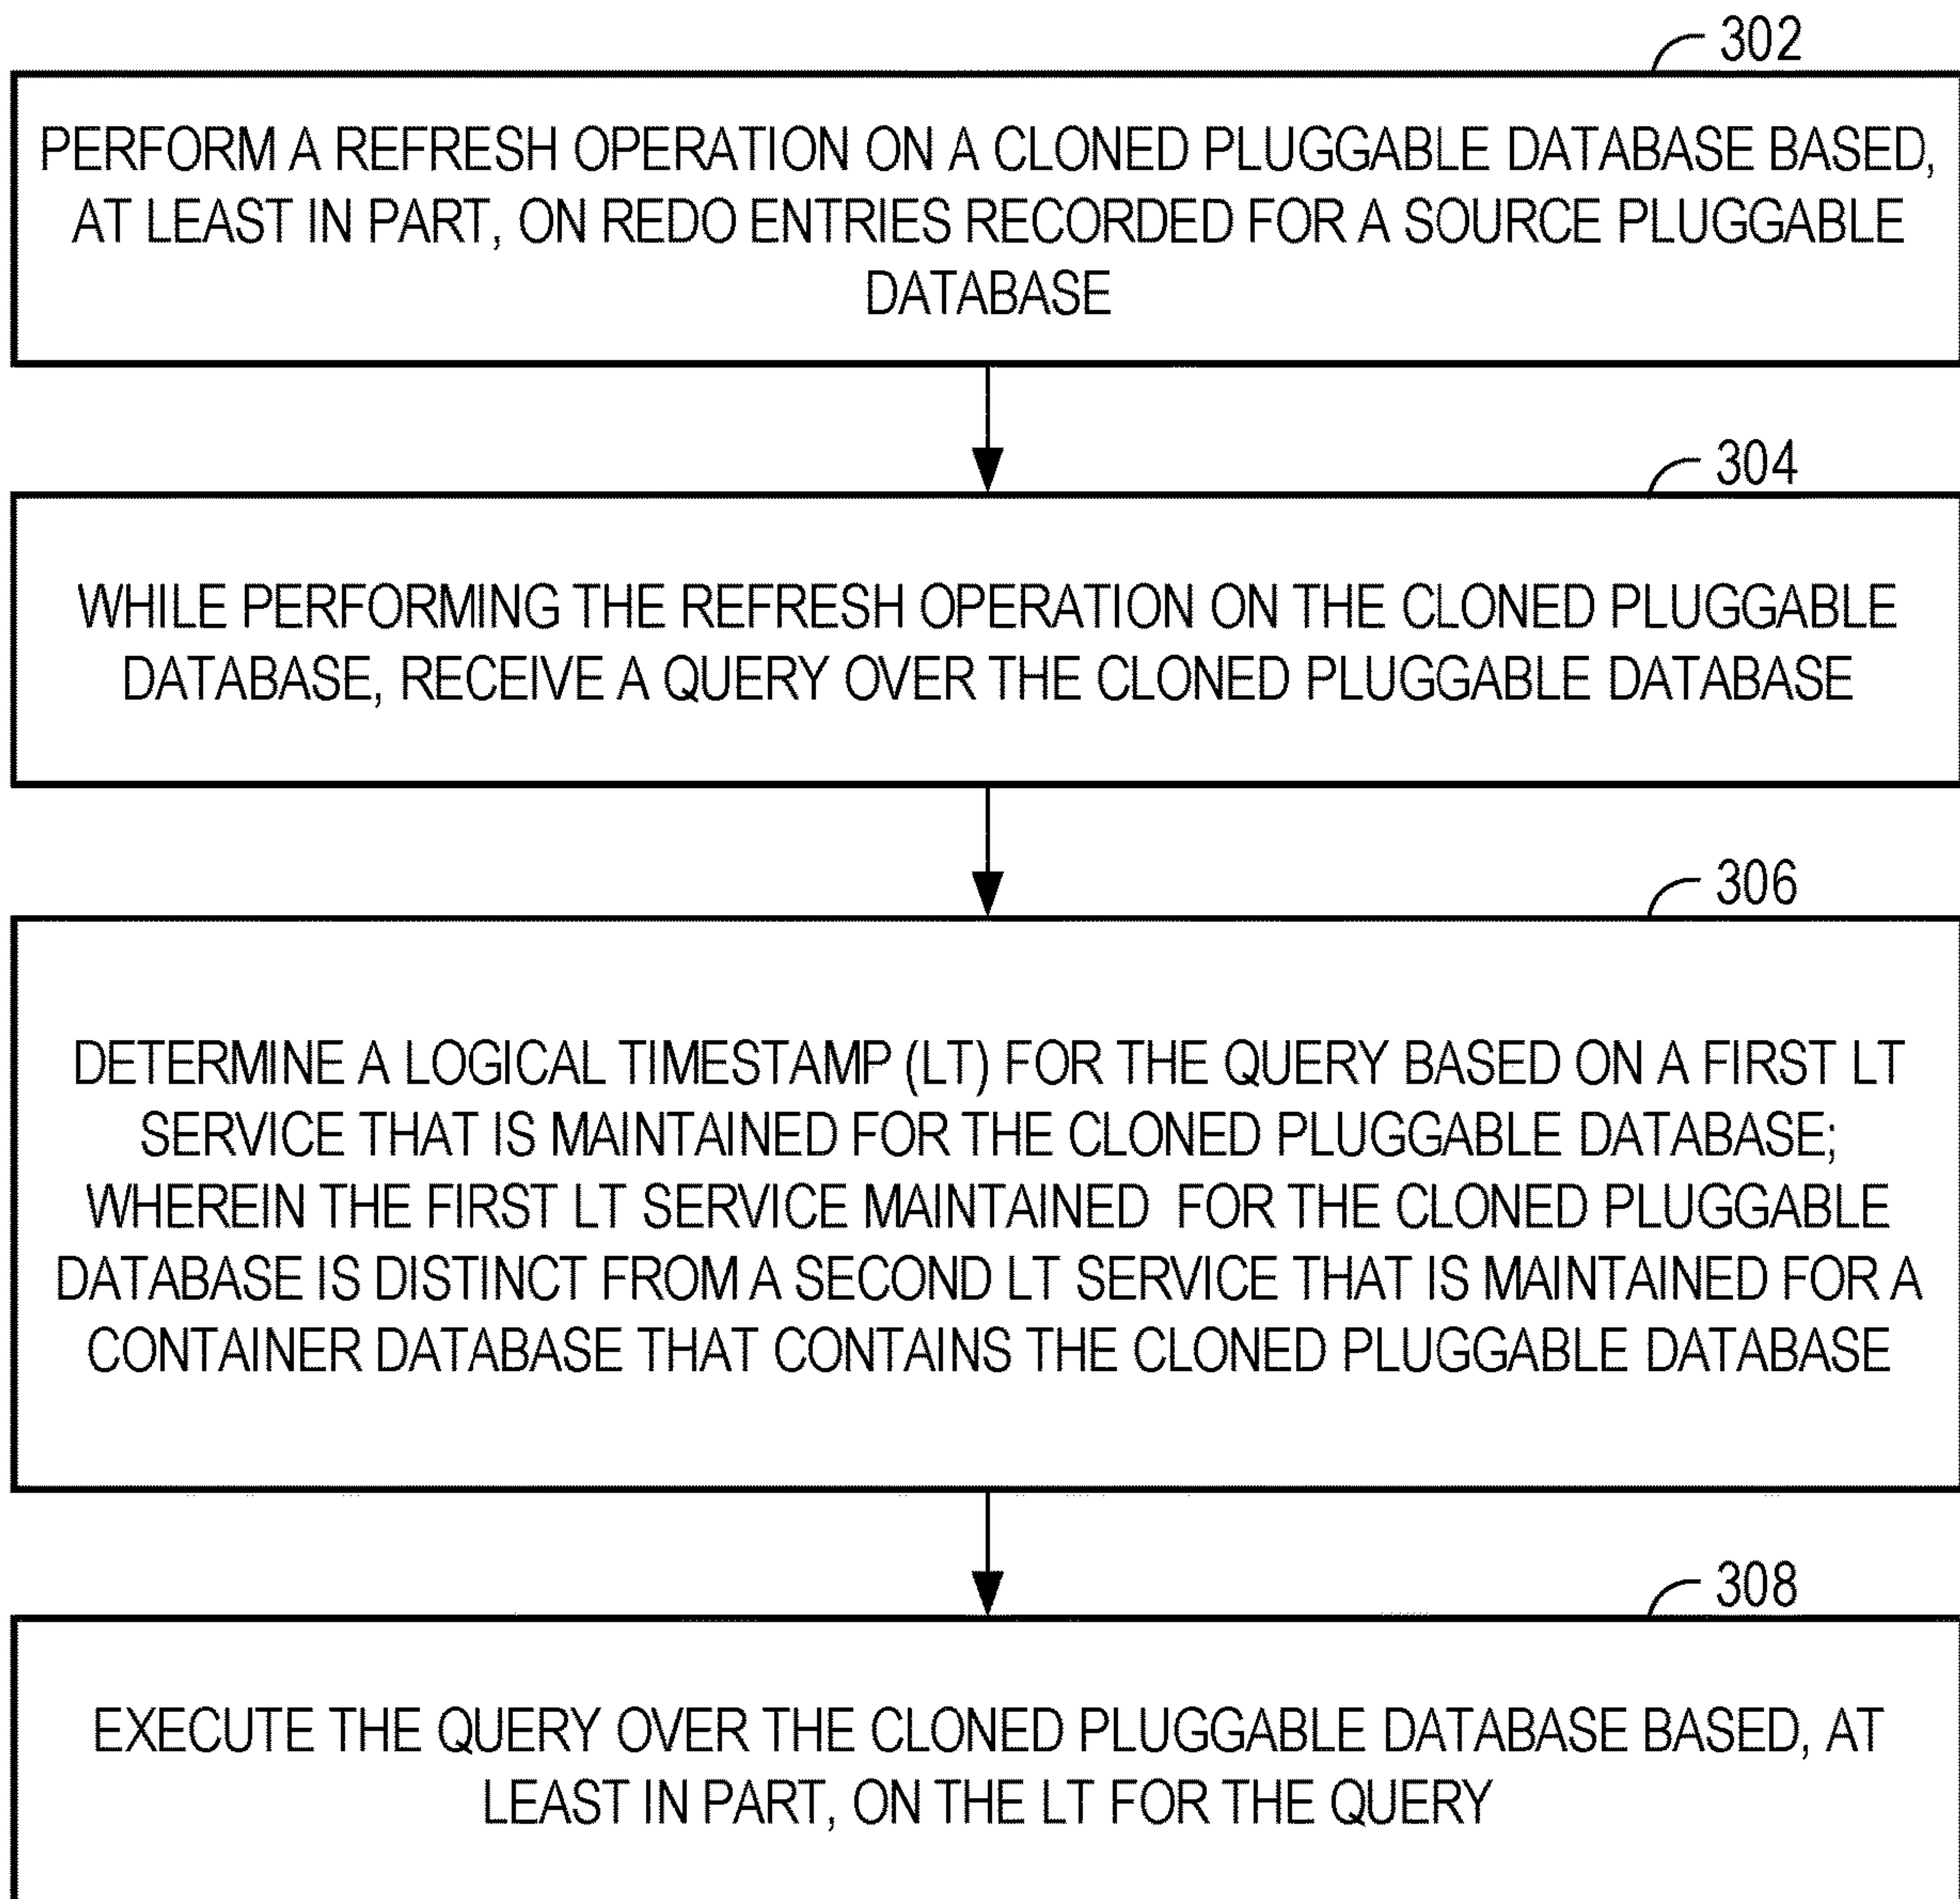 302
PERFORM A REFRESH OPERATION ON A CLONED PLUGGABLE DATABASE BASED,
AT LEAST IN PART, ON REDO ENTRIES RECORDED FOR A SOURCE PLUGGABLE
DATABASE
304
WHILE PERFORMING THE REFRESH OPERATION ON THE CLONED PLUGGABLE
DATABASE, RECEIVE A QUERY OVER THE CLONED PLUGGABLE DATABASE
306
DETERMINE A LOGICAL TIMESTAMP (LT) FOR THE QUERY BASED ON A FIRST LT
SERVICE THAT IS MAINTAINED FOR THE CLONED PLUGGABLE DATABASE;
WHEREIN THE FIRST LT SERVICE MAINTAINED FOR THE CLONED PLUGGABLE
DATABASE IS DISTINCT FROM A SECOND LT SERVICE THAT IS MAINTAINED FOR A
CONTAINER DATABASE THAT CONTAINS THE CLONED PLUGGABLE DATABASE
308
EXECUTE THE QUERY OVER THE CLONED PLUGGABLE DATABASE BASED, AT
LEAST IN PART, ON THE LT FOR THE QUERY